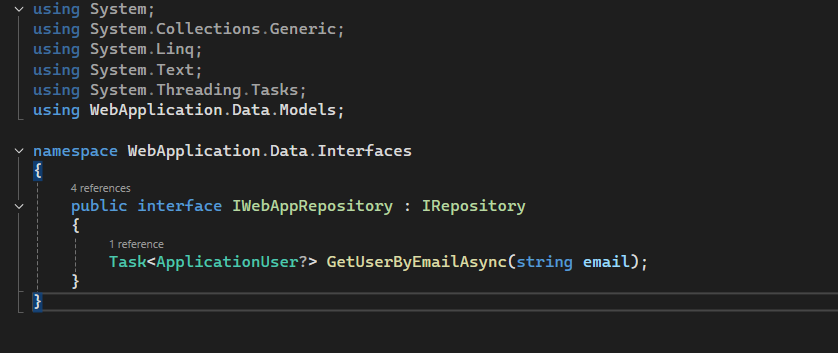 using System;
using System.Collections.Generic;
using System.Linq;
using System.Text;
using System.Threading.Tasks;
using WebApplication.Data.Models;
namespace WebApplication.Data.Interfaces
{
4 references
public interface IWebAppRepository : IRepository
{
1 reference
Task<ApplicationUser?> GetUserByEmailAsync(string email);
}
}